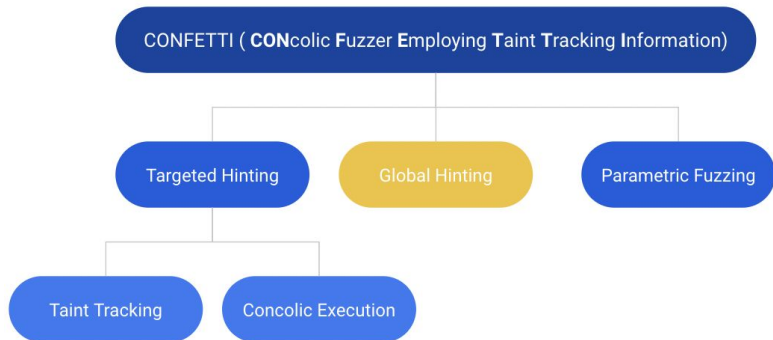 CONFETTI ( CONcolic Fuzzer Employing Taint Tracking Information)
Targeted Hinting
Global Hinting
Parametric Fuzzing
Taint Tracking
Concolic Execution